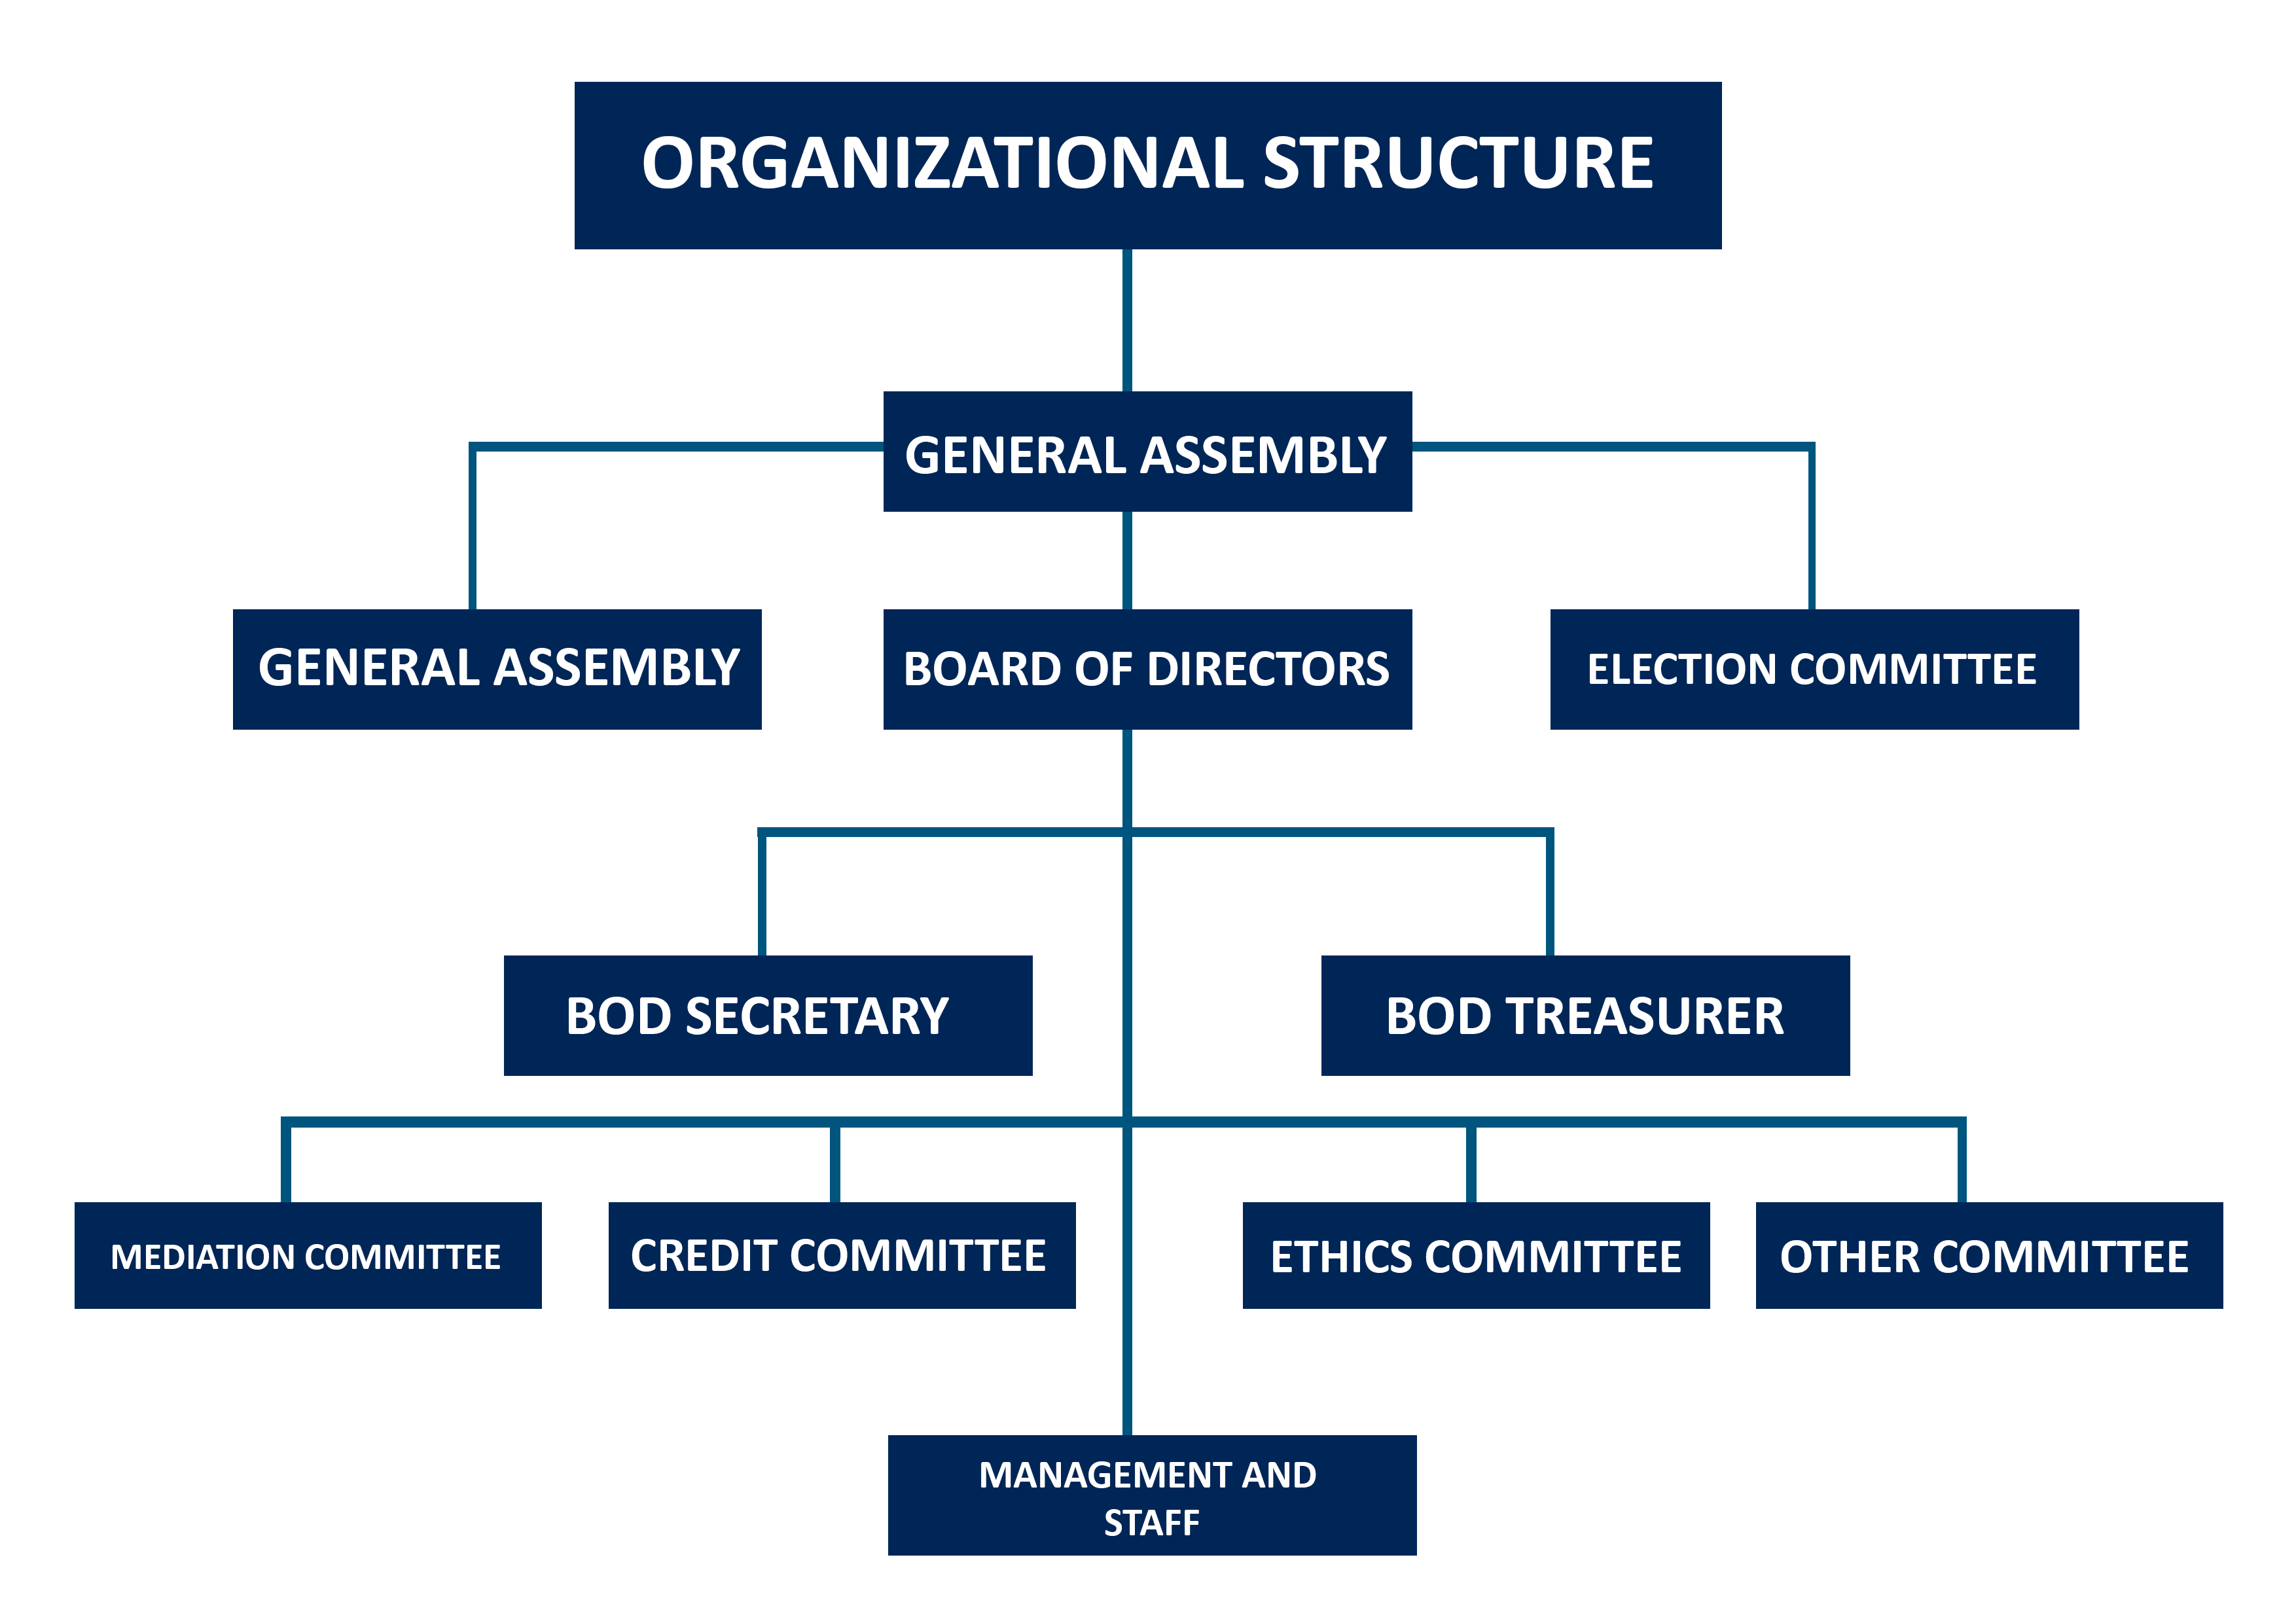 ORGANIZATIONAL STRUCTURE
GENERAL ASSEMBLY
GENERAL ASSEMBLY
BOARD OF DIRECTORS
ELECTION COMMITTEE
BOD SECRETARY
BOD TREASURER
MEDIATION COMMITTEE
CREDIT COMMITTEE
ETHICS COMMITTEE
OTHER COMMITTEE
MANAGEMENT AND
STAFF